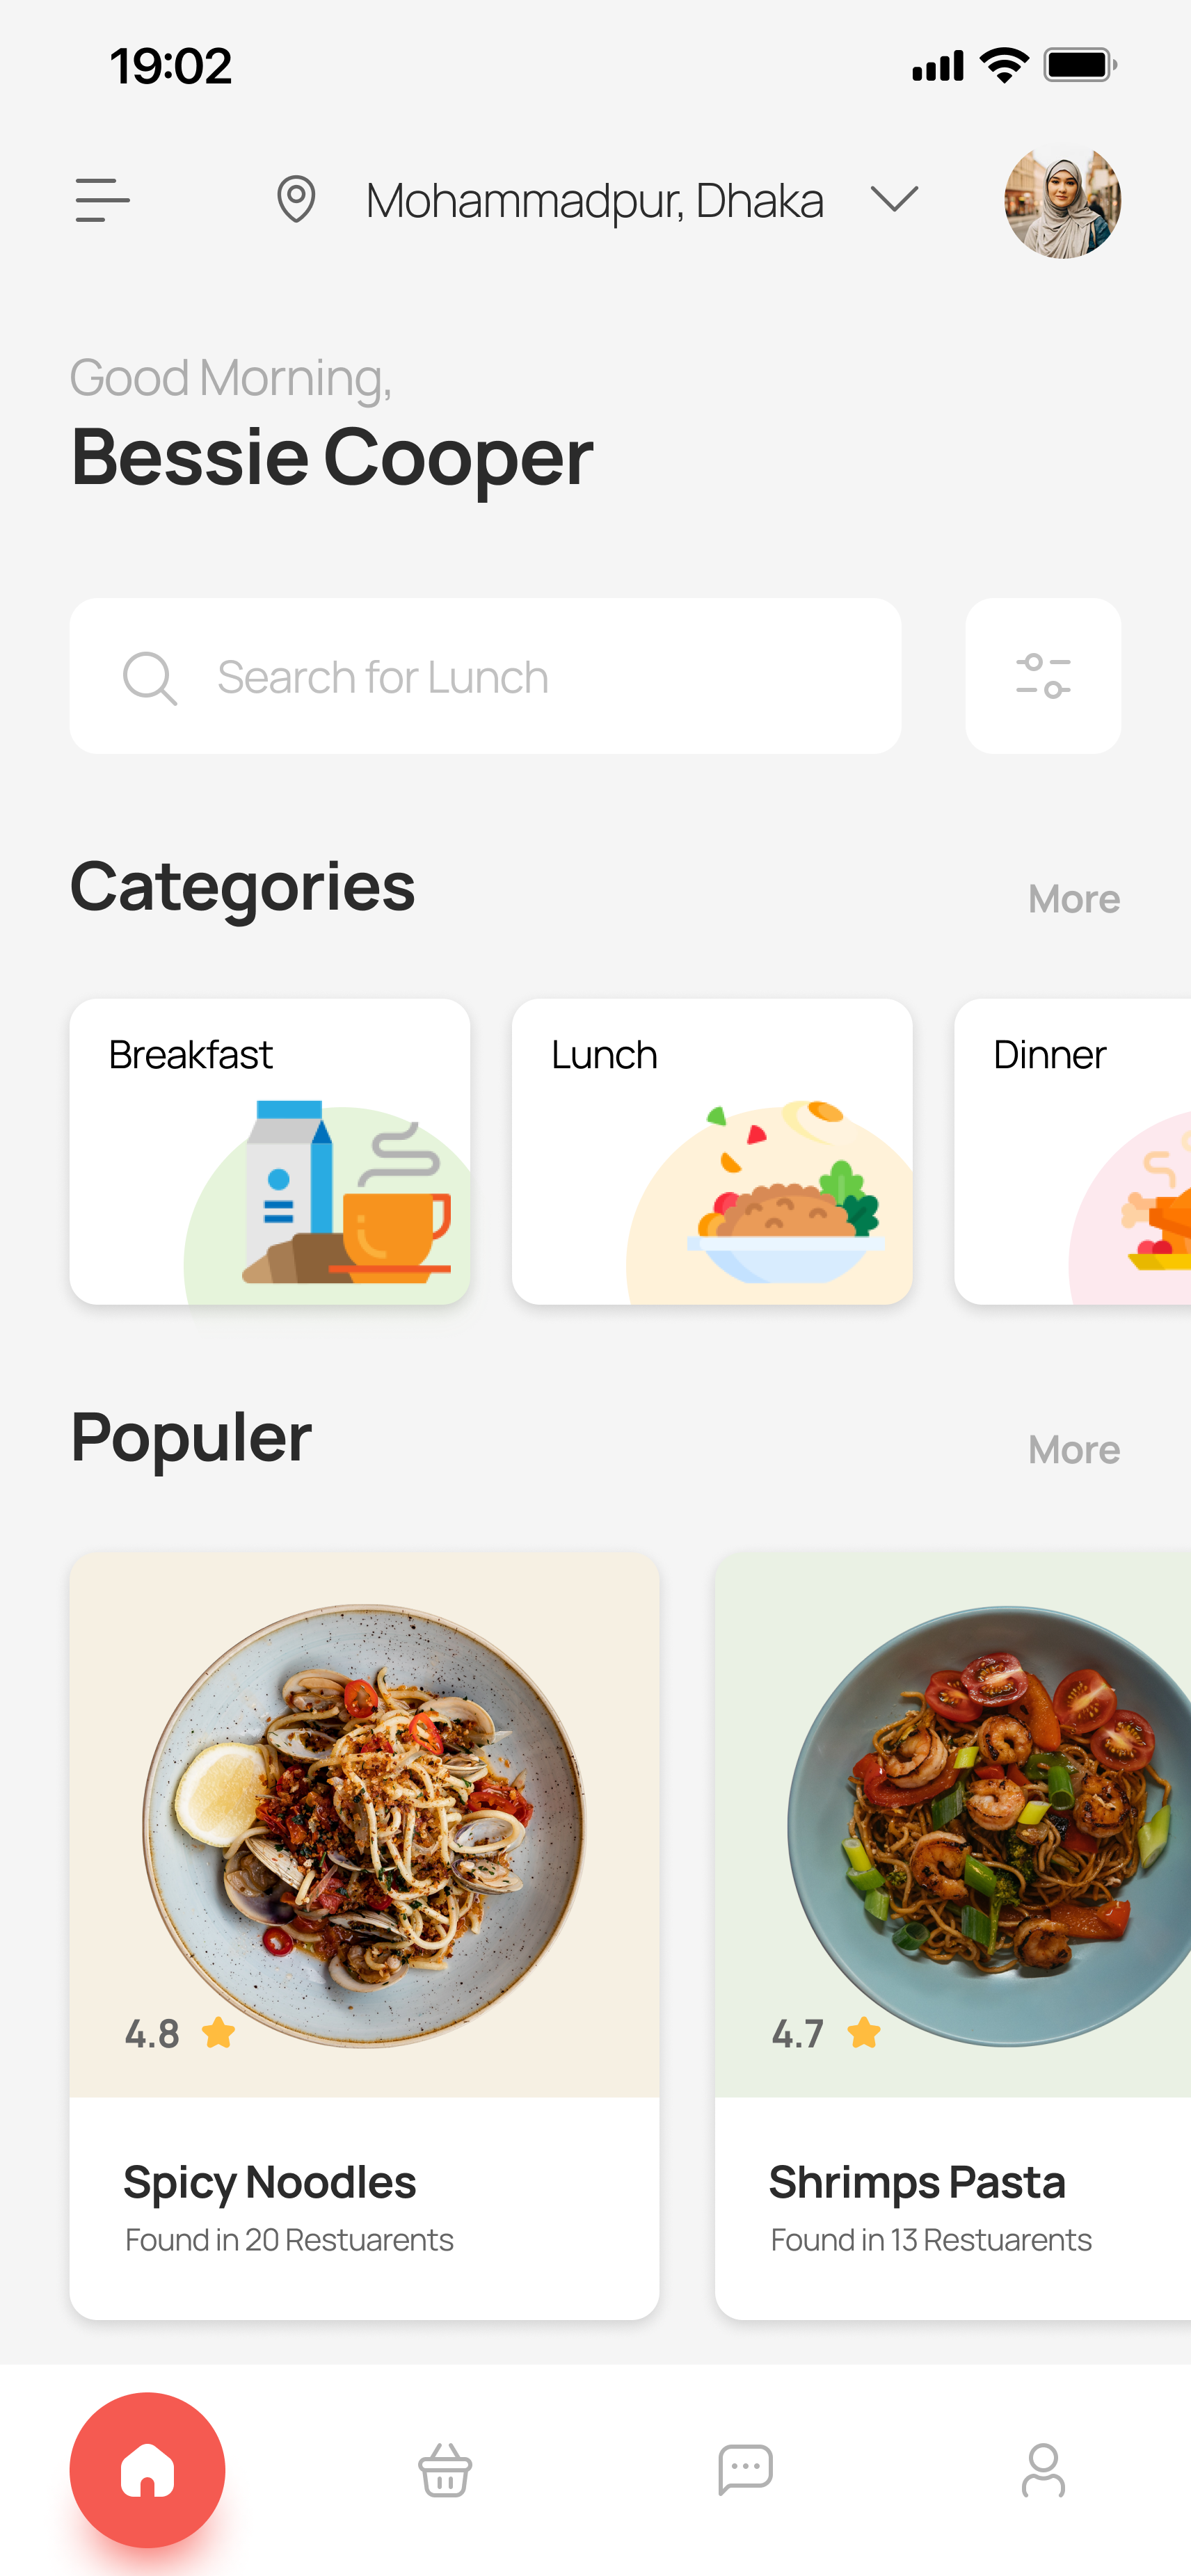 19:02
Mohammadpur, Dhaka
Good Morning,
Bessie Cooper
Search for Lunch
Categories
More
Breakfast
Lunch
Dinner
Populer
More
4.8
4.7
Spicy Noodles
Shrimps Pasta
Found in 20 Restuarents
Found in 13 Restuarents